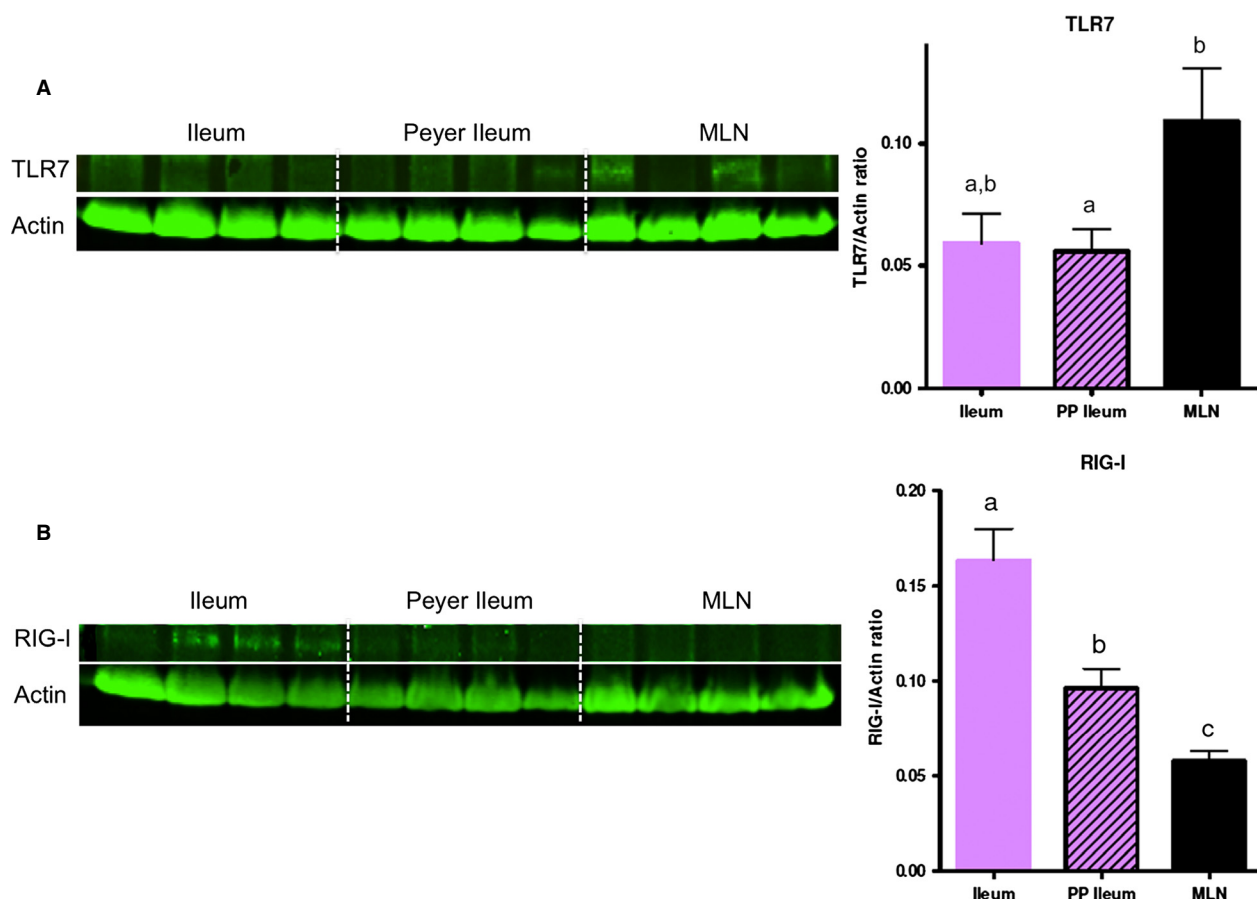 A
Ileum Peyer Ileum MLN
TLR7
Actin
TLR7
TLR7/Actin ratio
0.10
0.05
0.00
a,b
a
b
Ileum PP Ileum MLN
B
Ileum Peyer Ileum MLN
RIG-I
Actin
RIG-I
RIG-I/Actin ratio
0.20
0.15
0.10
0.05
0.00
a
b
c
Ileum PP Ileum MLN